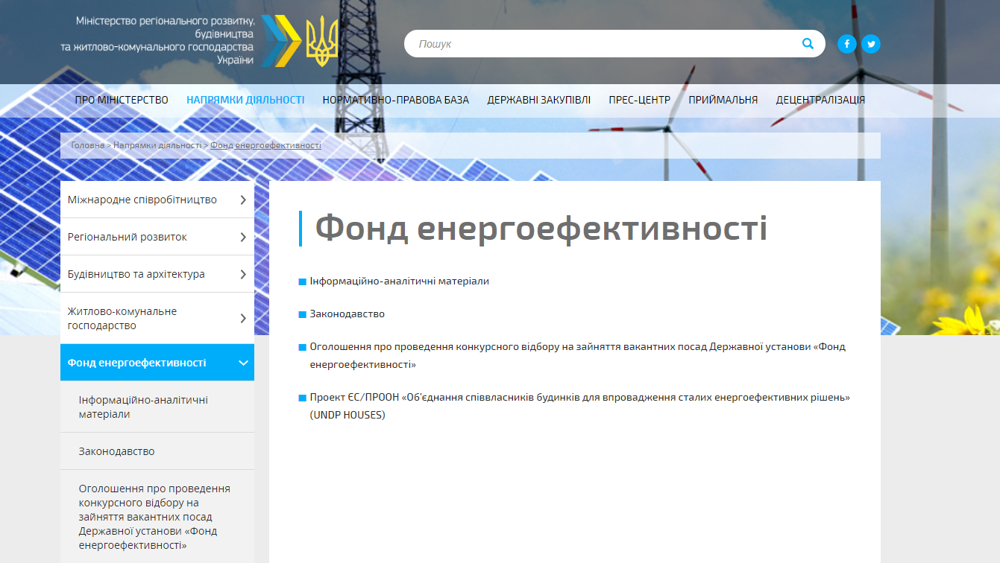 Міністерство регіонального розвитку,
будівництва
та житлово-комунального господарства
України
Пошук
ПРО МІНІСТЕРСТВО НАПРЯМКИ ДІЯЛЬНОСТІ НОРМАТИВНО-ПРАВОВА БАЗА ДЕРЖАВНІ ЗАКУПІВЛІ ПРЕС-ЦЕНТР ПРИЙМАЛЬНЯ ДЕЦЕНТРАЛІЗАЦІЯ
Головна > Напрямки діяльності > Фонд енергоефективності
Міжнародне співробітництво
Регіональний розвиток
Будівництво та архітектура
Житлово-комунальне
господарство
Фонд енергоефективності
Інформаційно-аналітичні
матеріали
Законодавство
Оголошення про проведення
конкурсного відбору на
зайняття вакантних посад
Державної установи «Фонд
енергоефективності»
Фонд енергоефективності
Інформаційно-аналітичні матеріали
Законодавство
Оголошення про проведення конкурсного відбору на зайняття вакантних посад Державної установи «Фонд
енергоефективності»
Проект ЄС/ПРООН «Об'єднання співвласників будинків для впровадження сталих енергоефективних рішень»
(UNDP HOUSES)